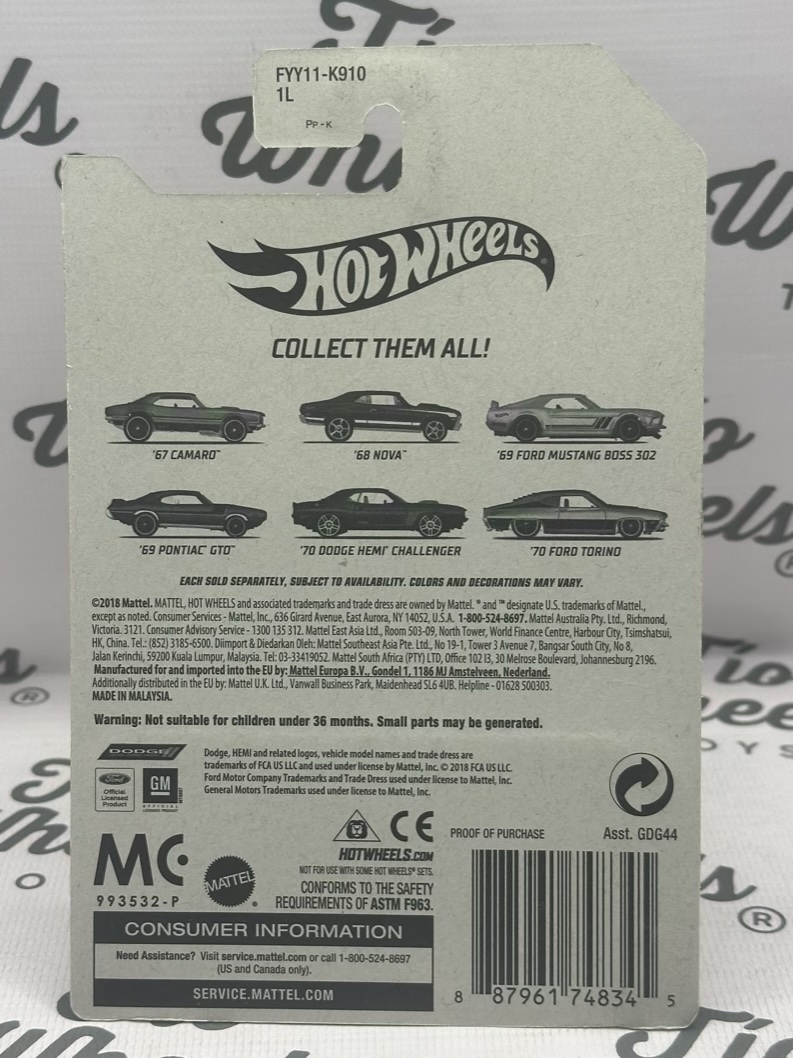 FYY11-K910
1L
PP-K
HOT WHEELS
COLLECT THEM ALL!
'67 CAMARO™ '68 NOVA™ '69 FORD MUSTANG BOSS 302
'69 PONTIAC® GTO™ '70 DODGE HEMI® CHALLENGER '70 FORD TORINO
EACH SOLD SEPARATELY, SUBJECT TO AVAILABILITY. COLORS AND DECORATIONS MAY VARY.
©2018 Mattel. MATTEL, HOT WHEELS and associated trademarks and trade dress are owned by Mattel. ® and ™ designate U.S. trademarks of Mattel.,
except as noted. Consumer Services - Mattel, Inc., 636 Girard Avenue, East Aurora, NY 14052, U.S.A. 1-800-524-8697. Mattel Australia Pty. Ltd., Richmond,
Victoria. 3121. Consumer Advisory Service - 1300 135 312. Mattel East Asia Ltd., Room 503-09, North Tower, World Finance Centre, Harbour City, Tsimshatsui,
HK, China. Tel.: (852) 3185-6500. Diimport & Diedarkan Oleh: Mattel Southeast Asia Pte. Ltd., No 19-1, Tower 3 Avenue 7, Bangsar South City, No 8,
Jalan Kerinchi, 59200 Kuala Lumpur, Malaysia. Tel: 03-33419052. Mattel South Africa (PTY) LTD, Office 102 I3, 30 Melrose Boulevard, Johannesburg 2196.
Manufactured for and imported into the EU by: Mattel Europa B.V., Gondel 1, 1186 MJ Amstelveen, Nederland.
Additionally distributed in the EU by: Mattel U.K. Ltd., Vanwall Business Park, Maidenhead SL6 4UB. Helpline - 01628 500303.
MADE IN MALAYSIA.
Warning: Not suitable for children under 36 months. Small parts may be generated.
DODGE
Ford
Official
Licensed
Product
GM
OFFICIAL
LICENSED PRODUCT
Dodge, HEMI and related logos, vehicle model names and trade dress are
trademarks of FCA US LLC and used under license by Mattel, Inc. © 2018 FCA US LLC.
Ford Motor Company Trademarks and Trade Dress used under license to Mattel, Inc.
General Motors Trademarks used under license to Mattel, Inc.
CE
PROOF OF PURCHASE Asst. GDG44
MC
993532-P
MATTEL
HOTWHEELS.COM
NOT FOR USE WITH SOME HOT WHEELS® SETS.
CONFORMS TO THE SAFETY
REQUIREMENTS OF ASTM F963.
CONSUMER INFORMATION
Need Assistance? Visit service.mattel.com or call 1-800-524-8697
(US and Canada only).
SERVICE.MATTEL.COM
8 87961 74834 5